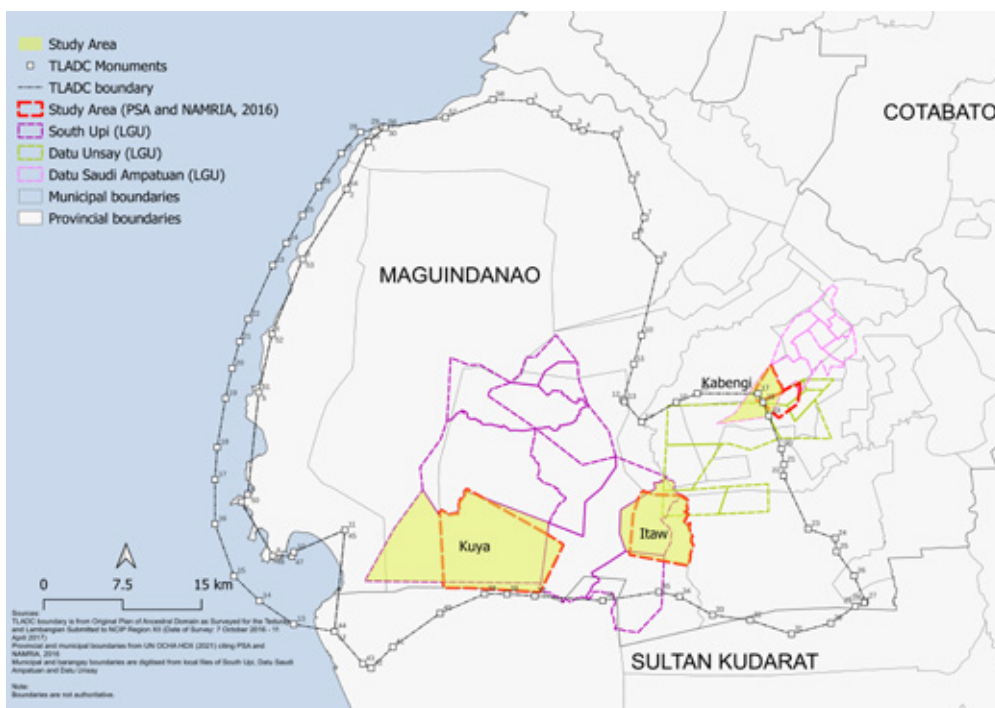 Study Area
TLADC Monuments
TLADC boundary
Study Area (PSA and NAMRIA, 2016)
South Upi (LGU)
Datu Unsay (LGU)
Datu Saudi Ampatuan (LGU)
Municipal boundaries
Provincial boundaries
COTABATO
MAGUINDANAO
Kabengi
Kuya
Itaw
SULTAN KUDARAT
0 7.5 15 km
Sources:
TLADC boundary is from Original Plan of Ancestral Domain as Surveyed for the Teduray
and Lambangian Submitted to NCIP Region XII (Date of Survey: 7 October 2016 - 11
April 2017)
Provincial and municipal boundaries from UN OCHA HDX (2021) citing PSA and
NAMRIA, 2016
Municipal and barangay boundaries are digitised from local files of South Upi, Datu Saudi
Ampatuan and Datu Unsay
Note:
Boundaries are not authoritative.